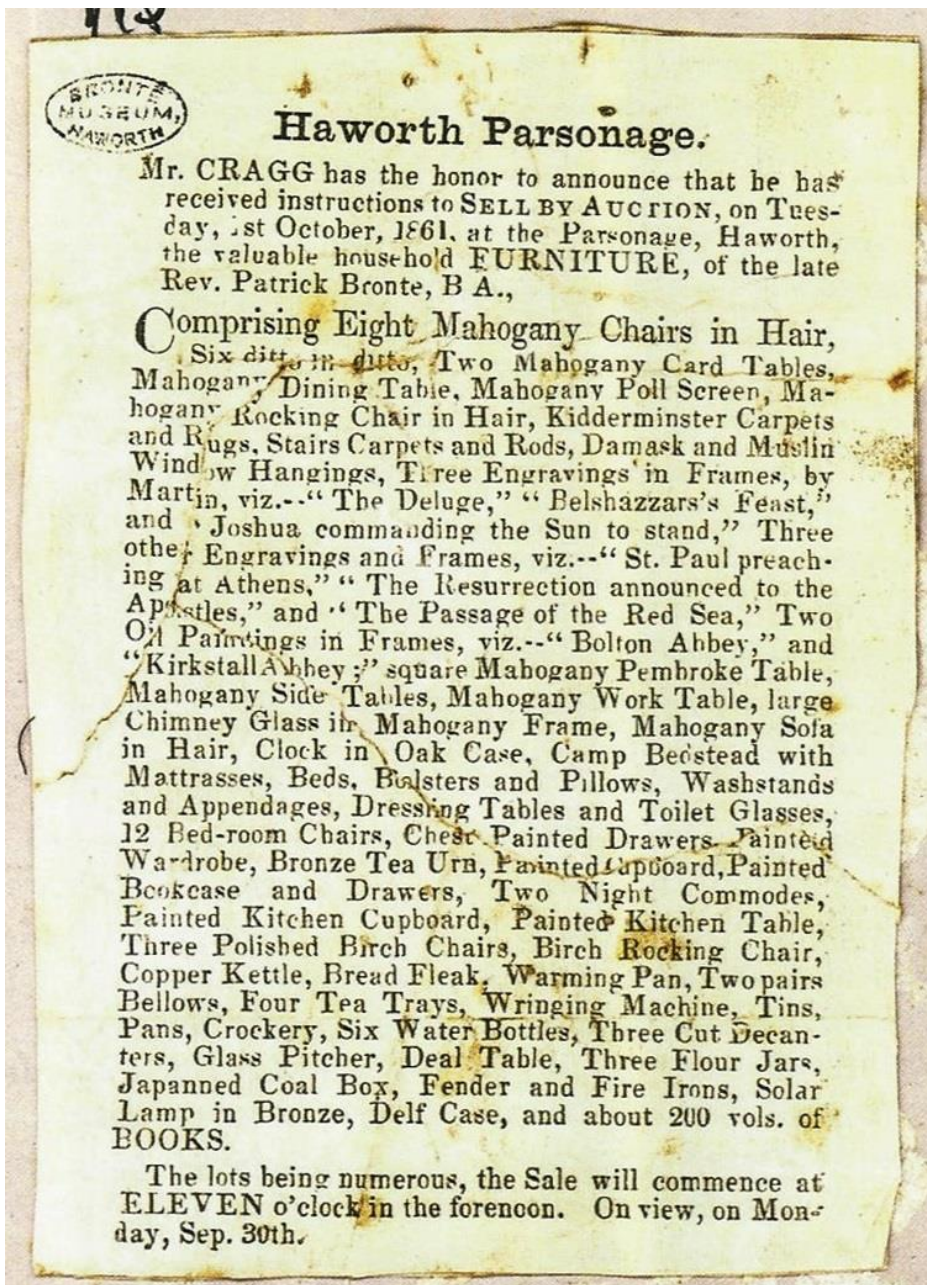 BRONTË
MUSEUM,
HAWORTH
Haworth Parsonage.
Mr. CRAGG has the honor to announce that he has
received instructions to SELL BY AUCTION, on Tues-
day, 1st October, 1861, at the Parsonage, Haworth,
the valuable household FURNITURE, of the late
Rev. Patrick Bronte, B A.,
Comprising Eight Mahogany Chairs in Hair,
Six ditto in ditto, Two Mahogany Card Tables,
Mahogany Dining Table, Mahogany Poll Screen, Ma-
hogany Rocking Chair in Hair, Kidderminster Carpets
and Rugs, Stairs Carpets and Rods, Damask and Muslin
Window Hangings, Three Engravings in Frames, by
Martin, viz.--“ The Deluge,” “ Belshazzars's Feast,”
and “ Joshua commanding the Sun to stand,” Three
other Engravings and Frames, viz.--“ St. Paul preach-
ing at Athens,” “ The Resurrection announced to the
Apostles,” and “ The Passage of the Red Sea,” Two
Oil Paintings in Frames, viz.--“ Bolton Abbey,” and
“Kirkstall Abbey ;” square Mahogany Pembroke Table,
Mahogany Side Tables, Mahogany Work Table, large
Chimney Glass in Mahogany Frame, Mahogany Sofa
in Hair, Clock in Oak Case, Camp Bedstead with
Mattrasses, Beds, Bolsters and Pillows, Washstands
and Appendages, Dressing Tables and Toilet Glasses,
12 Bed-room Chairs, Chest Painted Drawers, Painted
Wardrobe, Bronze Tea Urn, Painted Cupboard, Painted
Bookcase and Drawers, Two Night Commodes,
Painted Kitchen Cupboard, Painted Kitchen Table,
Three Polished Birch Chairs, Birch Rocking Chair,
Copper Kettle, Bread Fleak, Warming Pan, Two pairs
Bellows, Four Tea Trays, Wringing Machine, Tins,
Pans, Crockery, Six Water Bottles, Three Cut Decan-
ters, Glass Pitcher, Deal Table, Three Flour Jars,
Japanned Coal Box, Fender and Fire Irons, Solar
Lamp in Bronze, Delf Case, and about 200 vols. of
BOOKS.
The lots being numerous, the Sale will commence at
ELEVEN o'clock in the forenoon. On view, on Mon-
day, Sep. 30th.